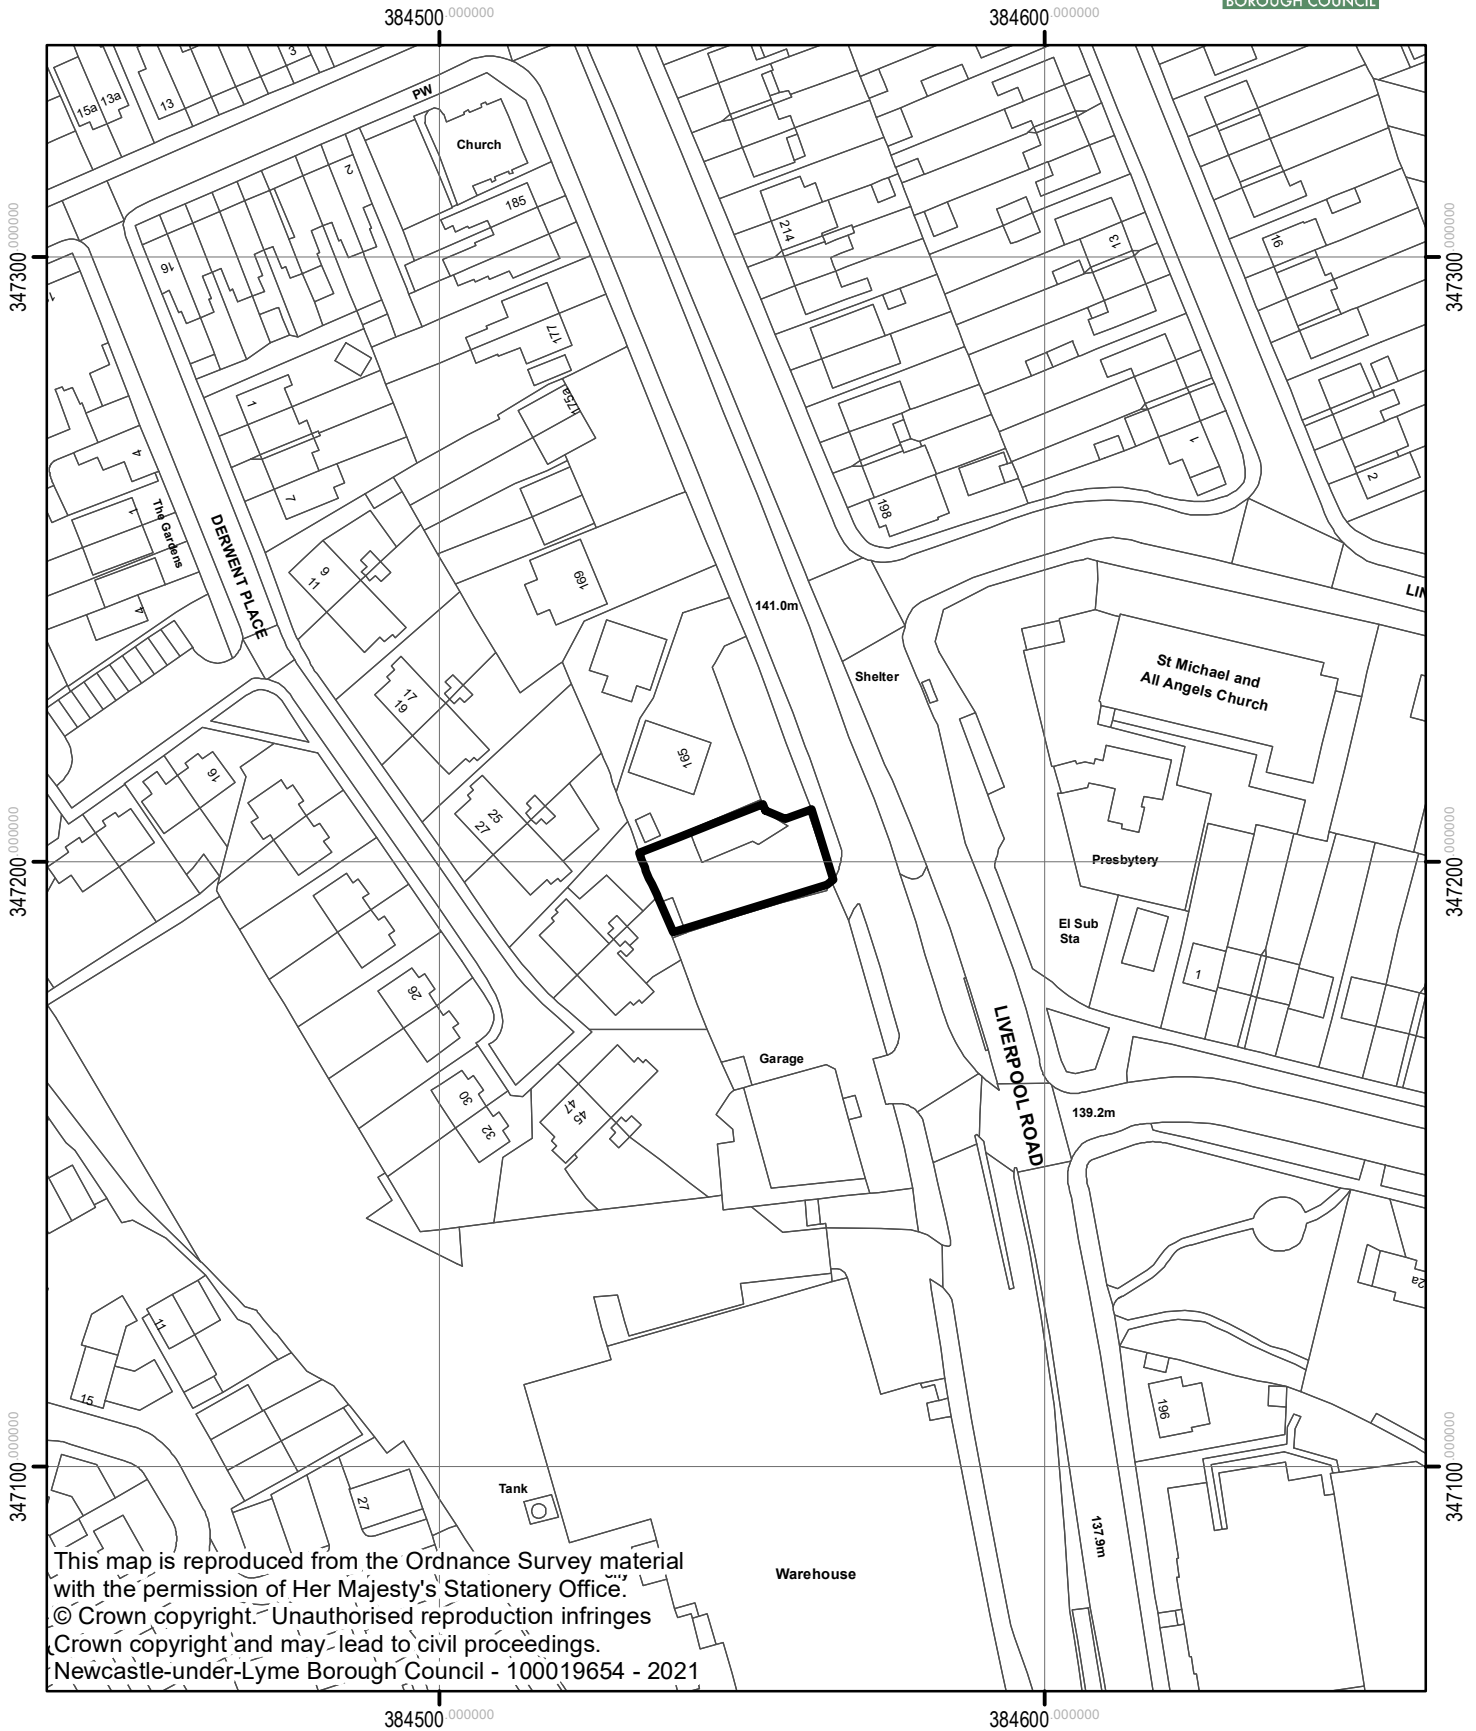 BOROUGH COUNCIL
384500.000000
384600.000000
347300.000000
347300.000000
347200.000000
347200.000000
347100.000000
347100.000000
15a
13a
13
3
PW
Church
2
185
16
214
13
16
177
175a
1
7
4
1
The Gardens
4
DERWENT PLACE
9
11
169
198
1
2
141.0m
LIN
St Michael and
All Angels Church
Shelter
17
19
165
16
25
27
Presbytery
El Sub
Sta
1
26
LIVERPOOL ROAD
Garage
30
32
45
47
139.2m
2a
11
15
196
27
Tank
137.9m
Warehouse
This map is reproduced from the Ordnance Survey material
with the permission of Her Majesty's Stationery Office.
© Crown copyright. Unauthorised reproduction infringes
Crown copyright and may lead to civil proceedings.
Newcastle-under-Lyme Borough Council - 100019654 - 2021
384500.000000
384600.000000